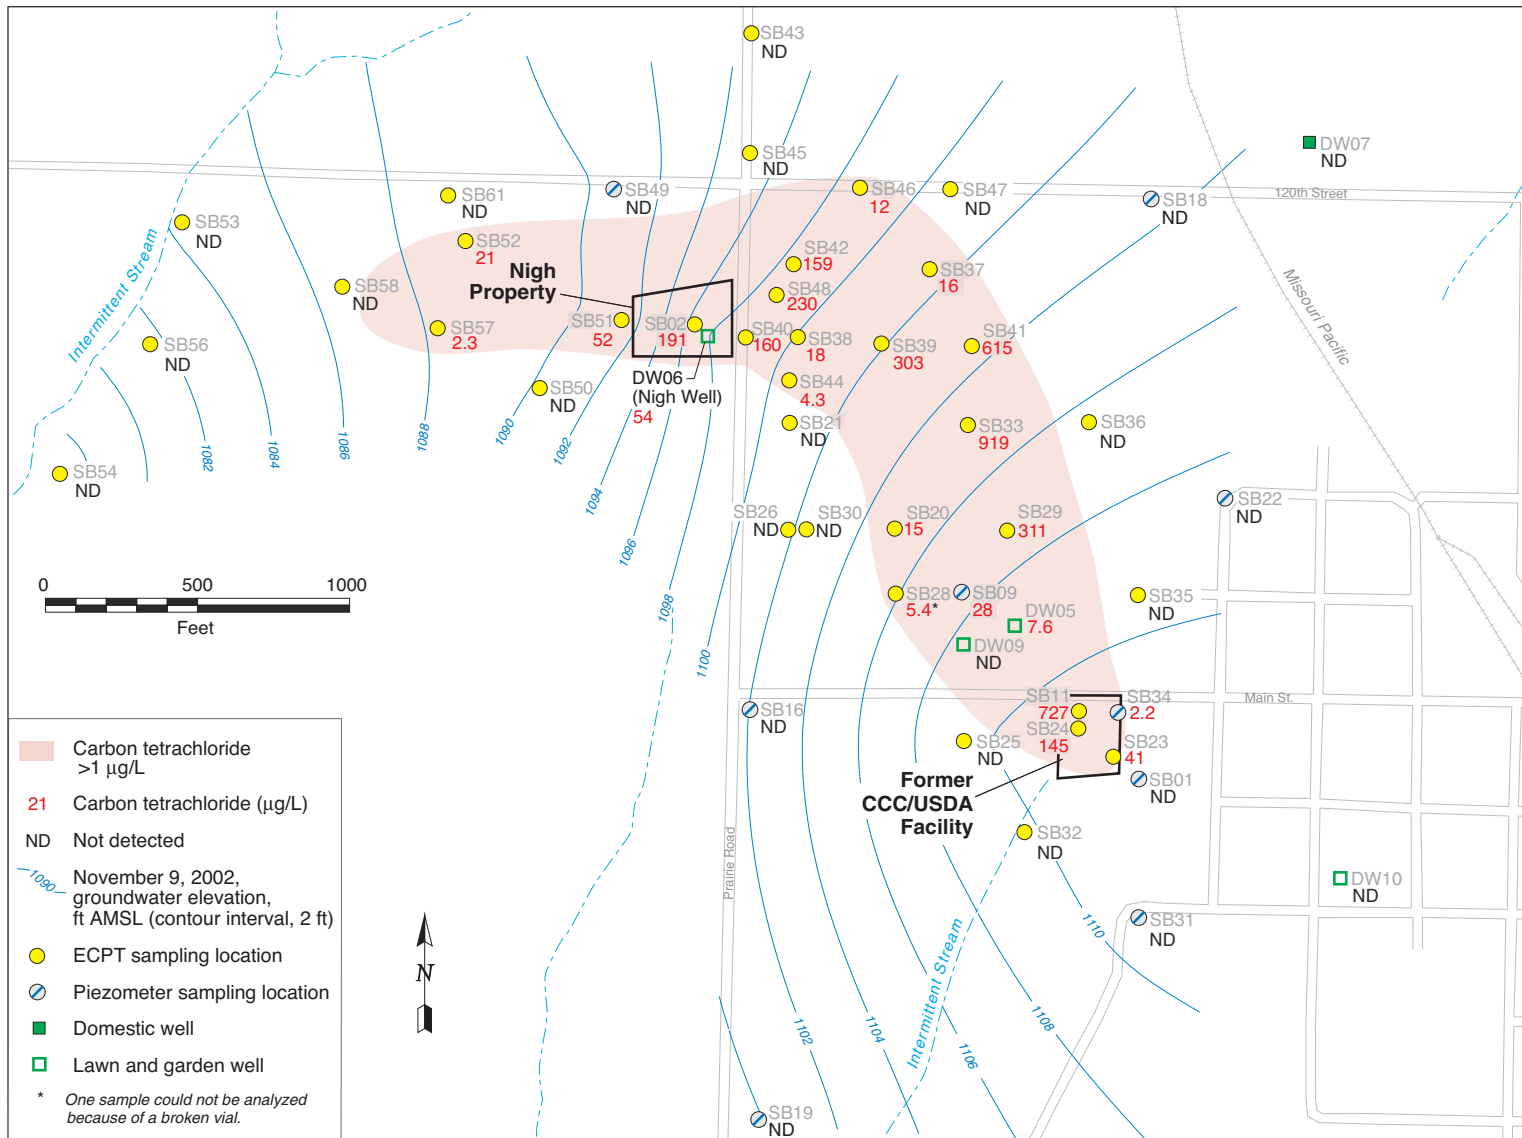 SB43
ND
SB45
ND
DW07
ND
SB61
ND
SB49
ND
SB46
12
SB47
ND
SB18
ND
120th Street
SB53
ND
SB52
21
SB42
159
SB37
16
Intermittent Stream
SB58
ND
Nigh
Property
SB48
230
Missouri Pacific
SB57
2.3
SB51
52
SB02
191
SB40
160
SB38
18
SB39
303
SB41
615
SB56
ND
SB50
ND
DW06
(Nigh Well)
54
SB44
4.3
SB21
ND
SB33
919
SB36
ND
1082
1084
1086
1088
1090
1092
1094
1096
1098
1100
SB54
ND
SB22
ND
SB26
ND
SB30
ND
SB20
15
SB29
311
0
500
1000
Feet
SB28
5.4*
SB09
28
DW05
7.6
SB35
ND
DW09
ND
SB16
ND
SB11
727
SB34
2.2
Main St.
SB24
145
SB25
ND
SB23
41
SB01
ND
Former
CCC/USDA
Facility
SB32
ND
Prairie Road
DW10
ND
SB31
ND
Intermittent Stream
1102
1104
1106
1108
1110
SB19
ND
N
Carbon tetrachloride
>1 µg/L
21
Carbon tetrachloride (µg/L)
ND
Not detected
1090
November 9, 2002,
groundwater elevation,
ft AMSL (contour interval, 2 ft)
ECPT sampling location
Piezometer sampling location
Domestic well
Lawn and garden well
* One sample could not be analyzed
because of a broken vial.